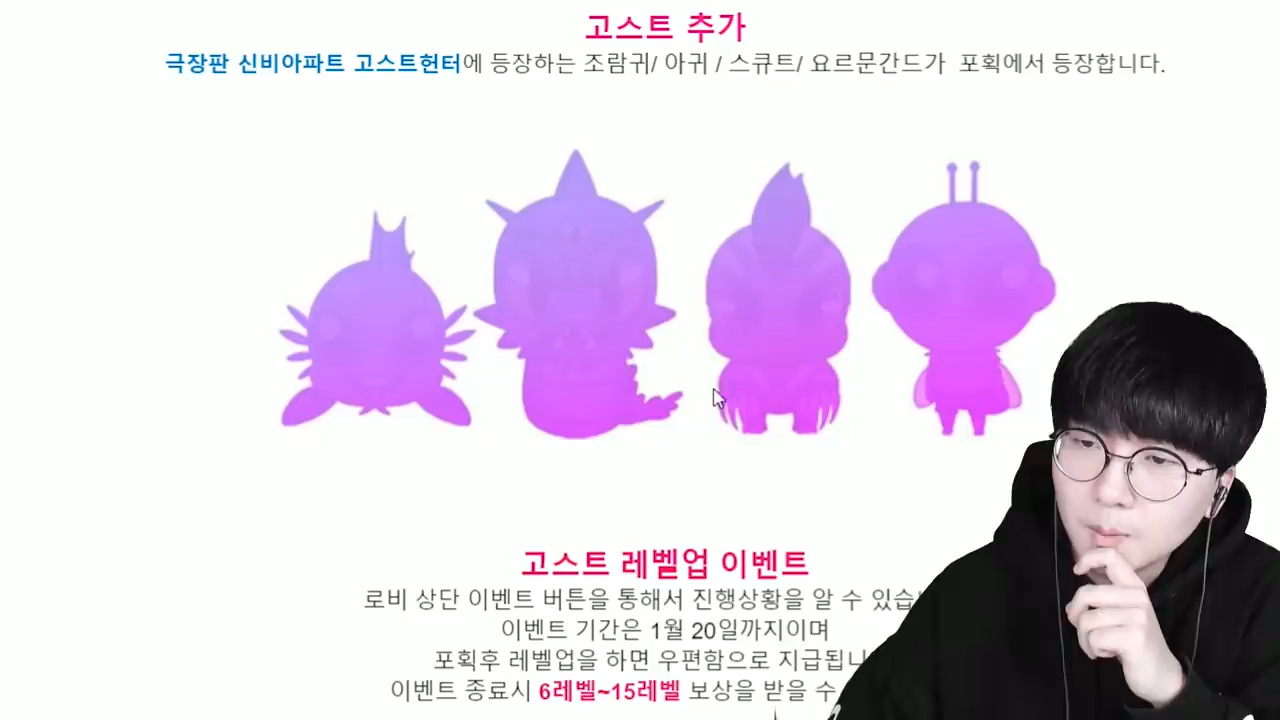 고스트 추가
극장판 신비아파트 고스트헌터에 등장하는 조람귀/ 아귀 / 스큐트/ 요르문간드가 포획에서 등장합니다.
고스트 레벨업 이벤트
로비 상단 이벤트 버튼을 통해서 진행상황을 알 수 있습
이벤트 기간은 1월 20일까지이며
포획후 레벨업을 하면 우편함으로 지급됩니
이벤트 종료시 6레벨~15레벨 보상을 받을 수